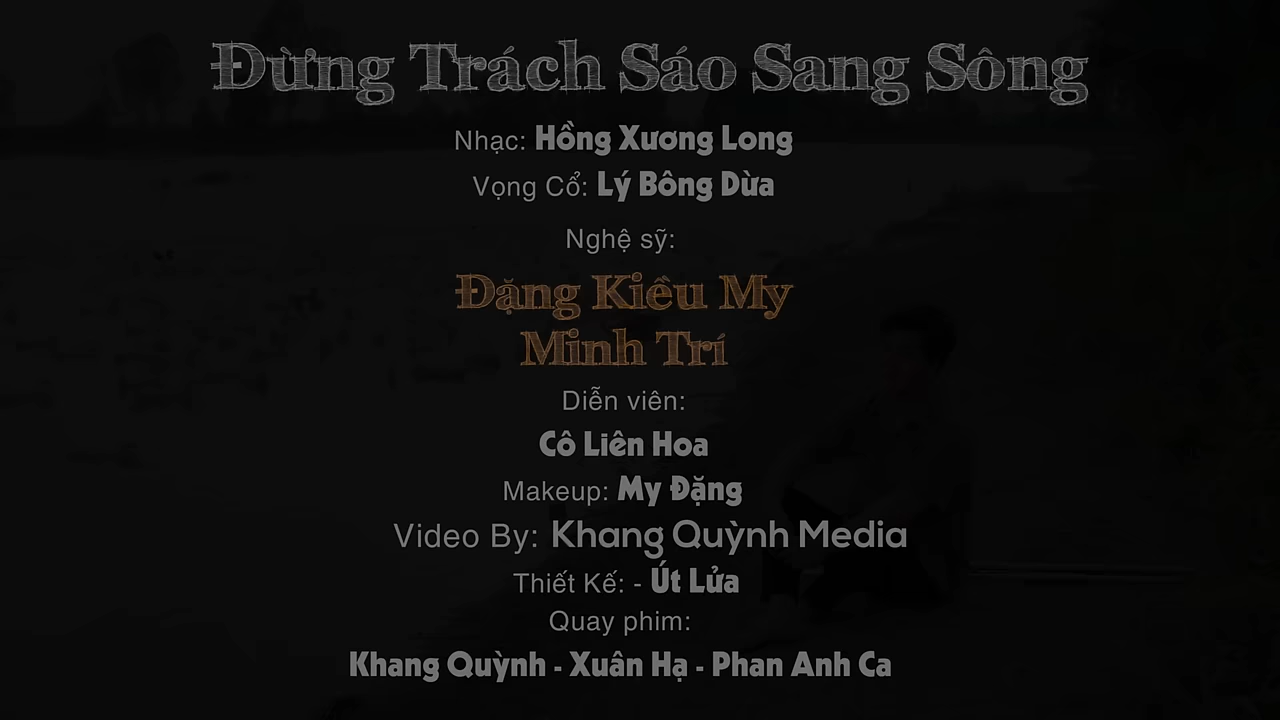 Đừng Trách Sáo Sang Sông
Nhạc: Hồng Xương Long
Vọng Cổ: Lý Bông Dừa
Nghệ sỹ:
Đặng Kiều My
Minh Trí
Diễn viên:
Cô Liên Hoa
Makeup: My Đặng
Video By: Khang Quỳnh Media
Thiết Kế: - Út Lửa
Quay phim:
Khang Quỳnh - Xuân Hạ - Phan Anh Ca